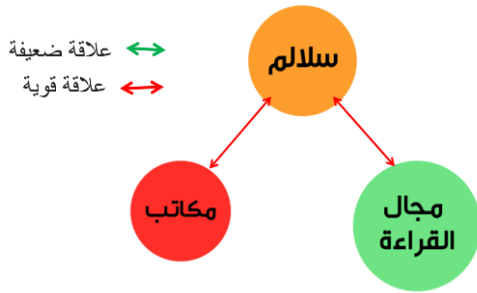 علاقة ضعيفة
علاقة قوية
سلالم
مكاتب
مجال
القراءة